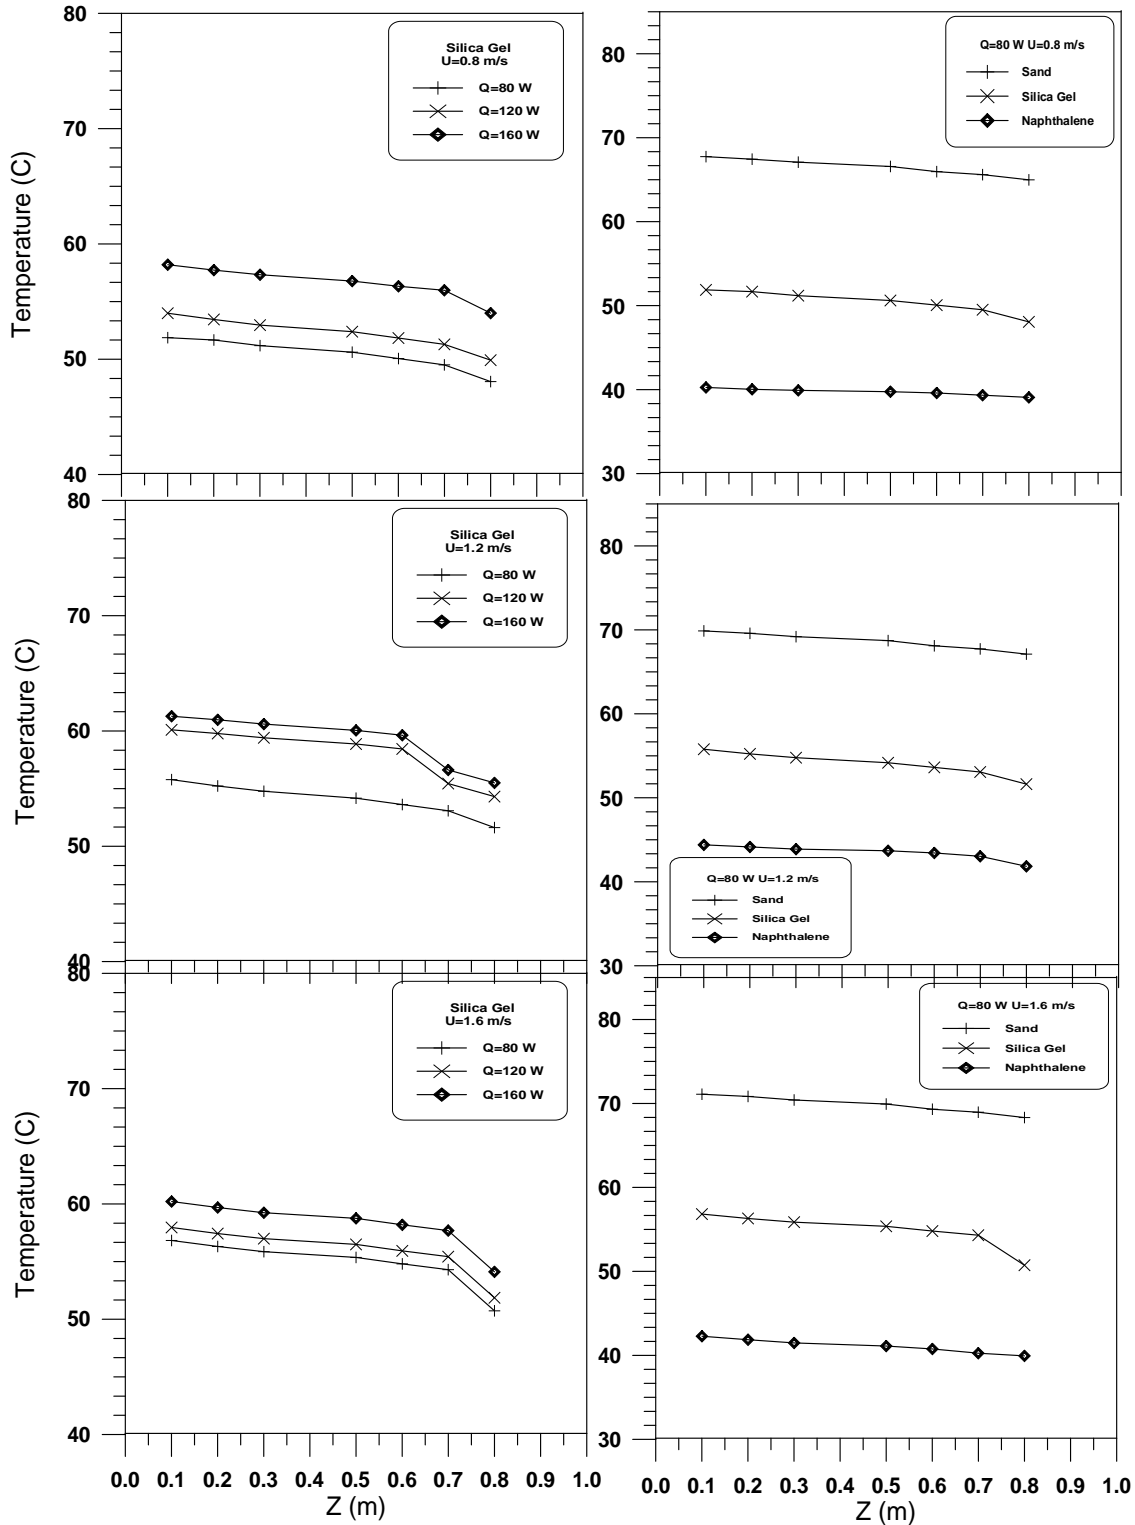 80
70
60
50
40
Temperature (C)
Silica Gel
U=0.8 m/s
Q=80 W
Q=120 W
Q=160 W
80
70
60
50
40
30
Q=80 W U=0.8 m/s
Sand
Silica Gel
Naphthalene
80
70
60
50
40
Temperature (C)
Silica Gel
U=1.2 m/s
Q=80 W
Q=120 W
Q=160 W
80
70
60
50
40
30
Q=80 W U=1.2 m/s
Sand
Silica Gel
Naphthalene
80
70
60
50
40
Temperature (C)
Silica Gel
U=1.6 m/s
Q=80 W
Q=120 W
Q=160 W
0.0 0.1 0.2 0.3 0.4 0.5 0.6 0.7 0.8 0.9 1.0
Z (m)
80
70
60
50
40
30
Q=80 W U=1.6 m/s
Sand
Silica Gel
Naphthalene
0.0 0.1 0.2 0.3 0.4 0.5 0.6 0.7 0.8 0.9 1.0
Z (m)